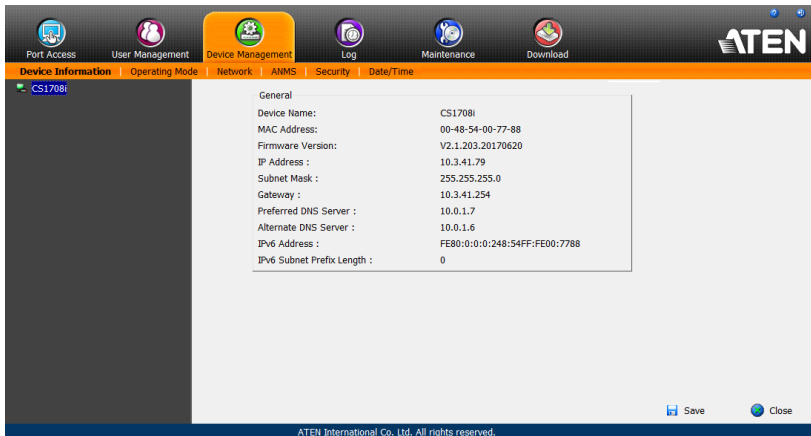 Port Access User Management Device Management Log Maintenance Download
ATEN
Device Information | Operating Mode | Network | ANMS | Security | Date/Time
CS1708i
General
Device Name: CS1708i
MAC Address: 00-48-54-00-77-88
Firmware Version: V2.1.203.20170620
IP Address : 10.3.41.79
Subnet Mask : 255.255.255.0
Gateway : 10.3.41.254
Preferred DNS Server : 10.0.1.7
Alternate DNS Server : 10.0.1.6
IPv6 Address : FE80:0:0:0:248:54FF:FE00:7788
IPv6 Subnet Prefix Length : 0
Save Close
ATEN International Co. Ltd. All rights reserved.